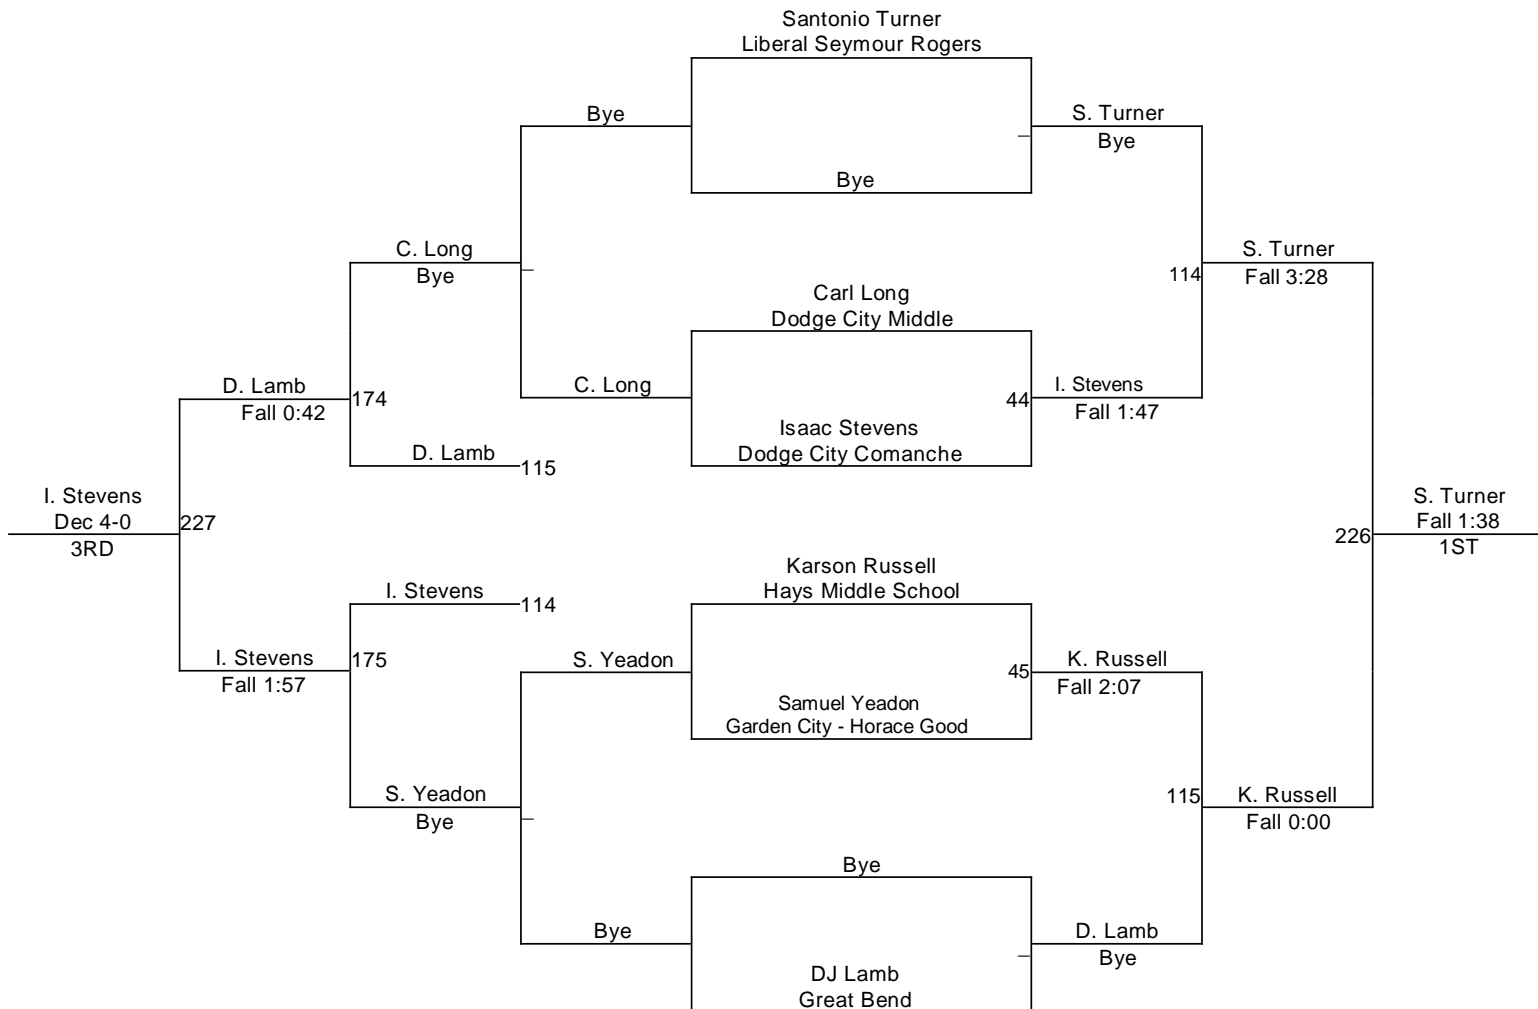 Santonio Turner
Liberal Seymour Rogers
Bye
S. Turner
Bye
Bye
C. Long
Bye
S. Turner
Fall 3:28
114
Carl Long
Dodge City Middle
D. Lamb
Fall 0:42
174
C. Long
44
I. Stevens
Fall 1:47
Isaac Stevens
Dodge City Comanche
D. Lamb
115
I. Stevens
Dec 4-0
3RD
227
S. Turner
Fall 1:38
1ST
226
Karson Russell
Hays Middle School
I. Stevens
114
I. Stevens
Fall 1:57
175
S. Yeadon
45
K. Russell
Fall 2:07
Samuel Yeadon
Garden City - Horace Good
S. Yeadon
Bye
115
K. Russell
Fall 0:00
Bye
Bye
D. Lamb
Bye
DJ Lamb
Great Bend